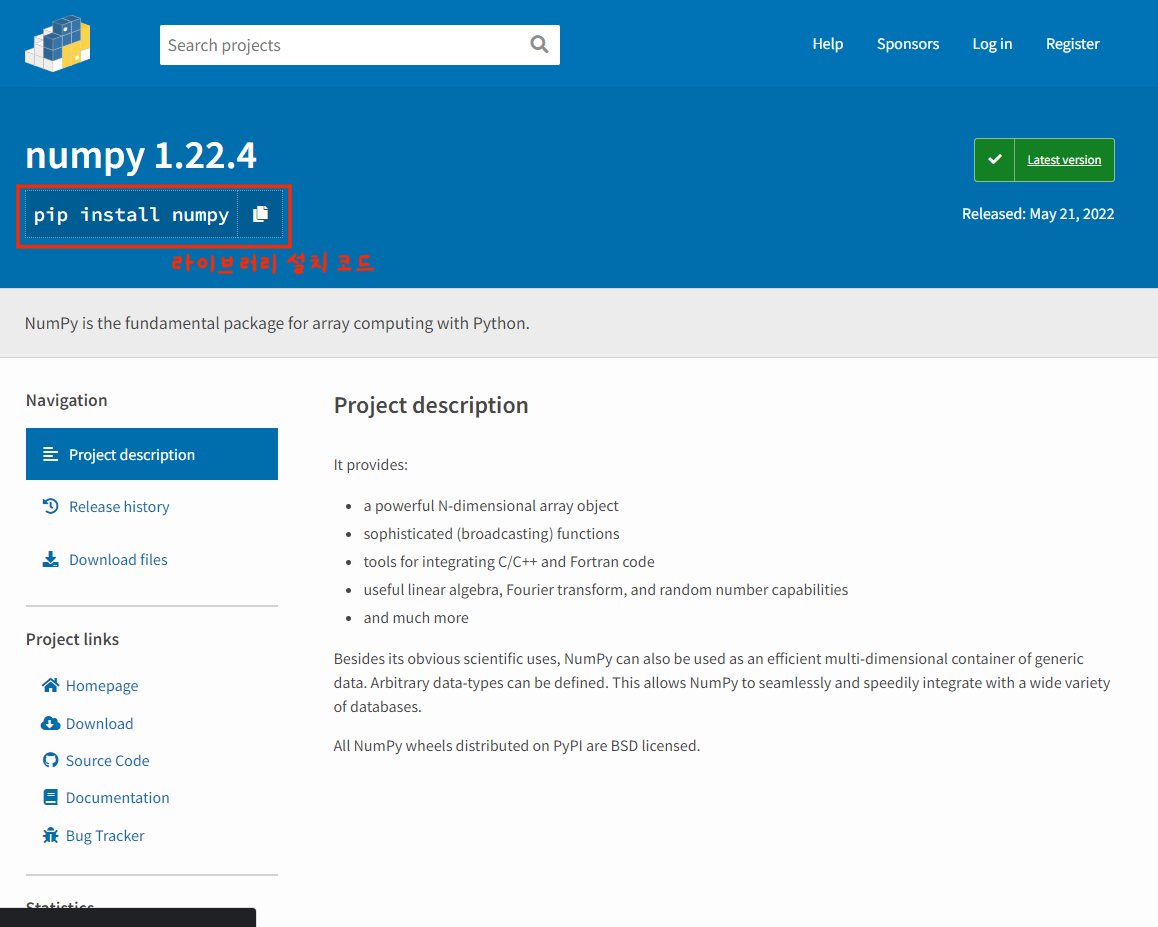 Search projects
Help Sponsors Log in Register
numpy 1.22.4
Latest version
pip install numpy
Released: May 21, 2022
라이브러리 설치 코드
NumPy is the fundamental package for array computing with Python.
Navigation
Project description
Release history
Download files
Project links
Homepage
Download
Source Code
Documentation
Bug Tracker
Statistics
Project description
It provides:
a powerful N-dimensional array object
sophisticated (broadcasting) functions
tools for integrating C/C++ and Fortran code
useful linear algebra, Fourier transform, and random number capabilities
and much more
Besides its obvious scientific uses, NumPy can also be used as an efficient multi-dimensional container of generic
data. Arbitrary data-types can be defined. This allows NumPy to seamlessly and speedily integrate with a wide variety
of databases.
All NumPy wheels distributed on PyPI are BSD licensed.